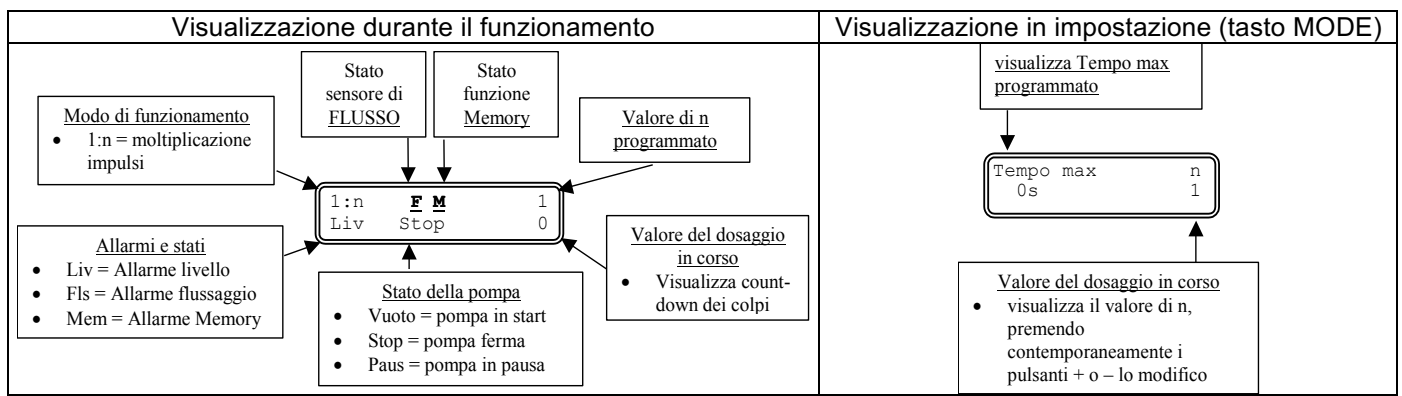 Visualizzazione durante il funzionamento
Visualizzazione in impostazione (tasto MODE)
Modo di funzionamento
• 1:n = moltiplicazione
impulsi
Stato
sensore di
FLUSSO
Stato
funzione
Memory
Valore di n
programmato
1:n F M 1
Liv Stop 0
Allarmi e stati
• Liv = Allarme livello
• Fls = Allarme flussaggio
• Mem = Allarme Memory
Stato della pompa
• Vuoto = pompa in start
• Stop = pompa ferma
• Paus = pompa in pausa
Valore del dosaggio
in corso
• Visualizza count-
down dei colpi
visualizza Tempo max
programmato
Tempo max n
0s 1
Valore del dosaggio in corso
• visualizza il valore di n,
premendo
contemporaneamente i
pulsanti + o – lo modifico